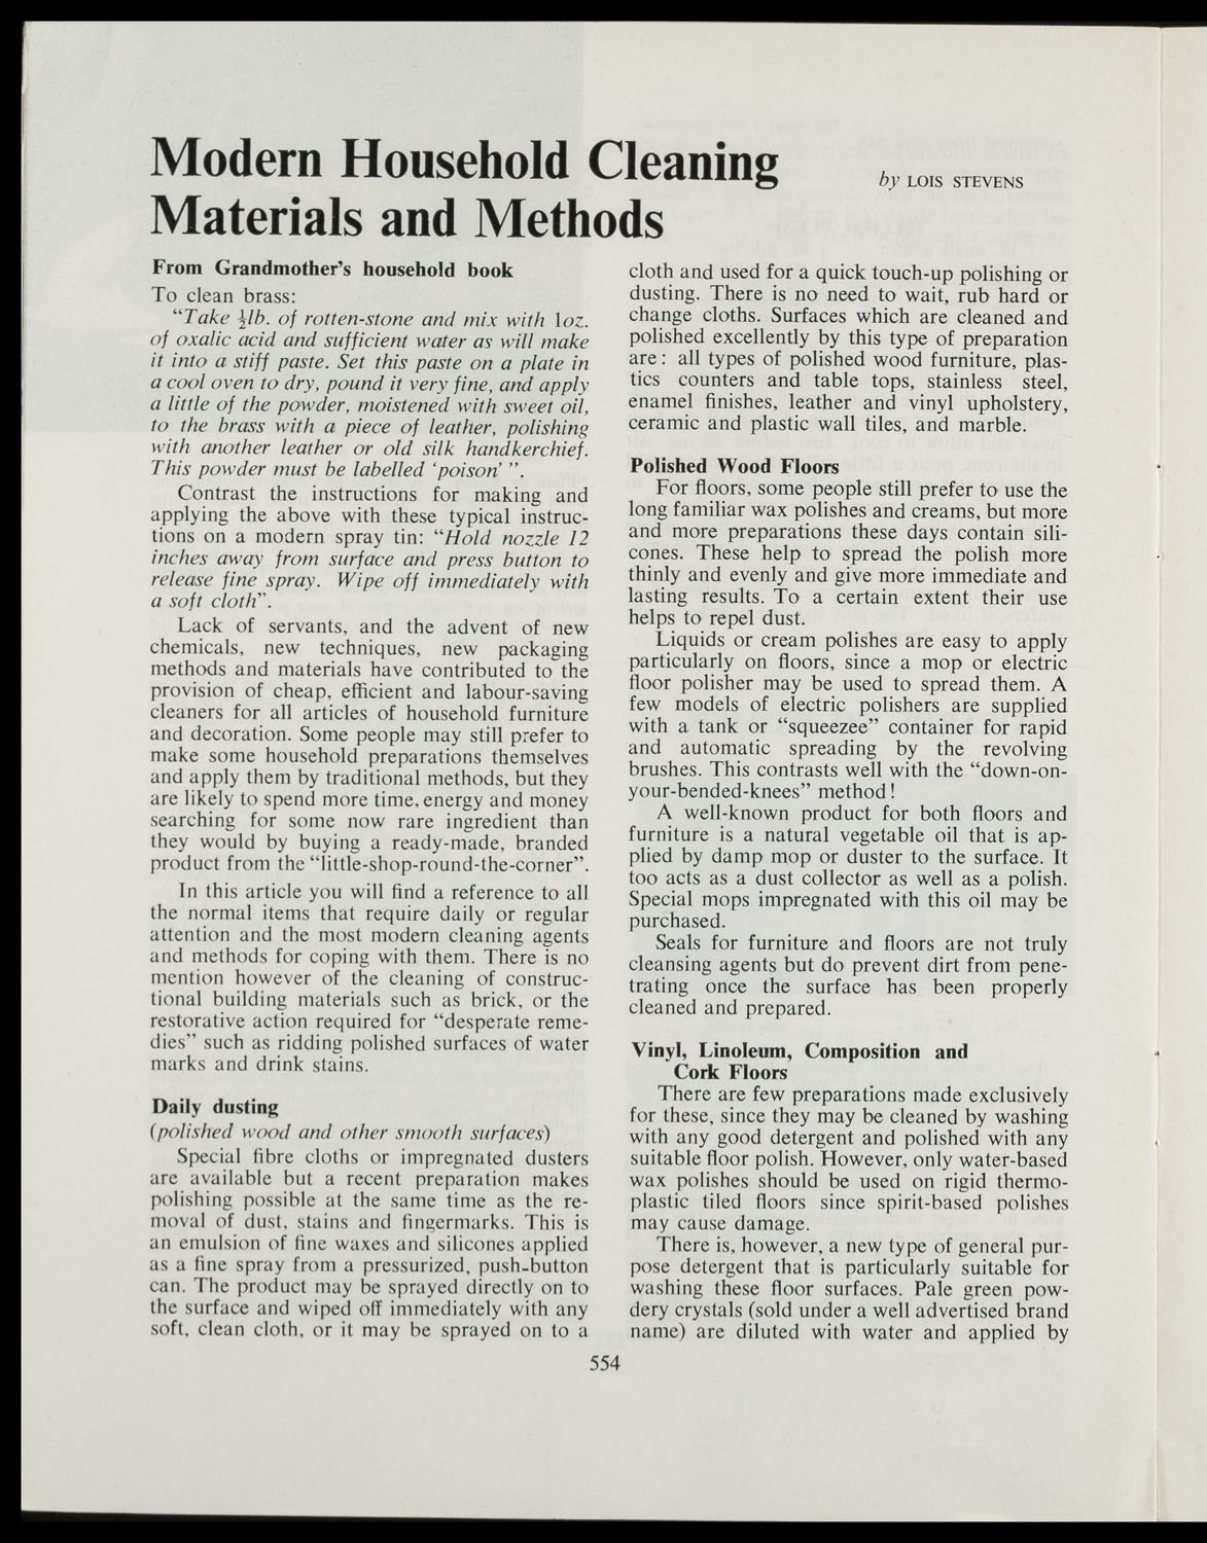 Modern Household Cleaning
Materials and Methods
by LOIS STEVENS
From Grandmother's household book
To clean brass:
"Take ½lb. of rotten-stone and mix with 1oz.
of oxalic acid and sufficient water as will make
it into a stiff paste. Set this paste on a plate in
a cool oven to dry, pound it very fine, and apply
a little of the powder, moistened with sweet oil,
to the brass with a piece of leather, polishing
with another leather or old silk handkerchief.
This powder must be labelled 'poison' ".
Contrast the instructions for making and
applying the above with these typical instruc-
tions on a modern spray tin: "Hold nozzle 12
inches away from surface and press button to
release fine spray. Wipe off immediately with
a soft cloth".
Lack of servants, and the advent of new
chemicals, new techniques, new packaging
methods and materials have contributed to the
provision of cheap, efficient and labour-saving
cleaners for all articles of household furniture
and decoration. Some people may still prefer to
make some household preparations themselves
and apply them by traditional methods, but they
are likely to spend more time, energy and money
searching for some now rare ingredient than
they would by buying a ready-made, branded
product from the "little-shop-round-the-corner".
In this article you will find a reference to all
the normal items that require daily or regular
attention and the most modern cleaning agents
and methods for coping with them. There is no
mention however of the cleaning of construc-
tional building materials such as brick, or the
restorative action required for "desperate reme-
dies" such as ridding polished surfaces of water
marks and drink stains.
Daily dusting
(polished wood and other smooth surfaces)
Special fibre cloths or impregnated dusters
are available but a recent preparation makes
polishing possible at the same time as the re-
moval of dust, stains and fingermarks. This is
an emulsion of fine waxes and silicones applied
as a fine spray from a pressurized, push-button
can. The product may be sprayed directly on to
the surface and wiped off immediately with any
soft, clean cloth, or it may be sprayed on to a
cloth and used for a quick touch-up polishing or
dusting. There is no need to wait, rub hard or
change cloths. Surfaces which are cleaned and
polished excellently by this type of preparation
are: all types of polished wood furniture, plas-
tics counters and table tops, stainless steel,
enamel finishes, leather and vinyl upholstery,
ceramic and plastic wall tiles, and marble.
Polished Wood Floors
For floors, some people still prefer to use the
long familiar wax polishes and creams, but more
and more preparations these days contain sili-
cones. These help to spread the polish more
thinly and evenly and give more immediate and
lasting results. To a certain extent their use
helps to repel dust.
Liquids or cream polishes are easy to apply
particularly on floors, since a mop or electric
floor polisher may be used to spread them. A
few models of electric polishers are supplied
with a tank or "squeezee" container for rapid
and automatic spreading by the revolving
brushes. This contrasts well with the "down-on-
your-bended-knees" method!
A well-known product for both floors and
furniture is a natural vegetable oil that is ap-
plied by damp mop or duster to the surface. It
too acts as a dust collector as well as a polish.
Special mops impregnated with this oil may be
purchased.
Seals for furniture and floors are not truly
cleansing agents but do prevent dirt from pene-
trating once the surface has been properly
cleaned and prepared.
Vinyl, Linoleum, Composition and
Cork Floors
There are few preparations made exclusively
for these, since they may be cleaned by washing
with any good detergent and polished with any
suitable floor polish. However, only water-based
wax polishes should be used on rigid thermo-
plastic tiled floors since spirit-based polishes
may cause damage.
There is, however, a new type of general pur-
pose detergent that is particularly suitable for
washing these floor surfaces. Pale green pow-
dery crystals (sold under a well advertised brand
name) are diluted with water and applied by
554